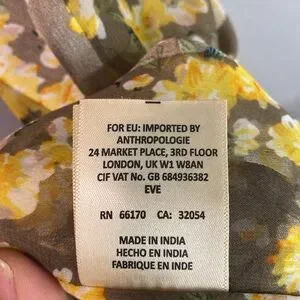 FOR EU: IMPORTED BY
ANTHROPOLOGIE
24 MARKET PLACE, 3RD FLOOR
LONDON, UK W1 W8AN
CIF VAT No. GB 684936382
EVE
RN 66170 CA: 32054
MADE IN INDIA
HECHO EN INDIA
FABRIQUE EN INDE